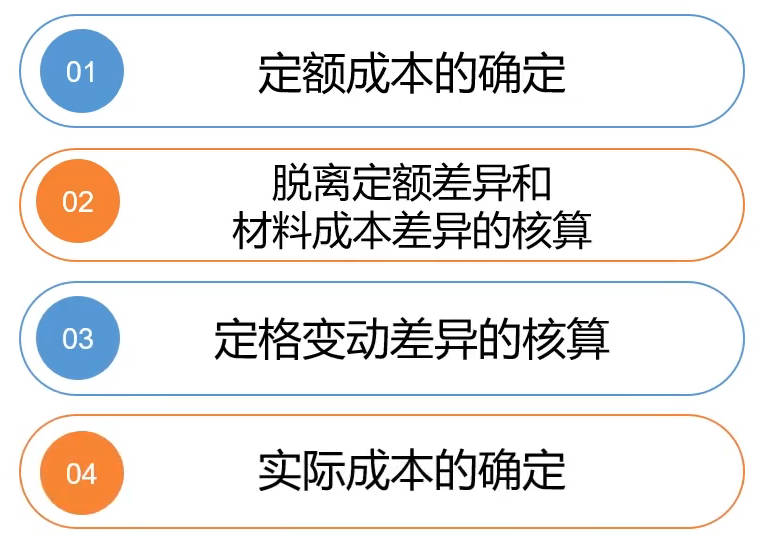 01
定额成本的确定
02
脱离定额差异和
材料成本差异的核算
03
定格变动差异的核算
04
实际成本的确定